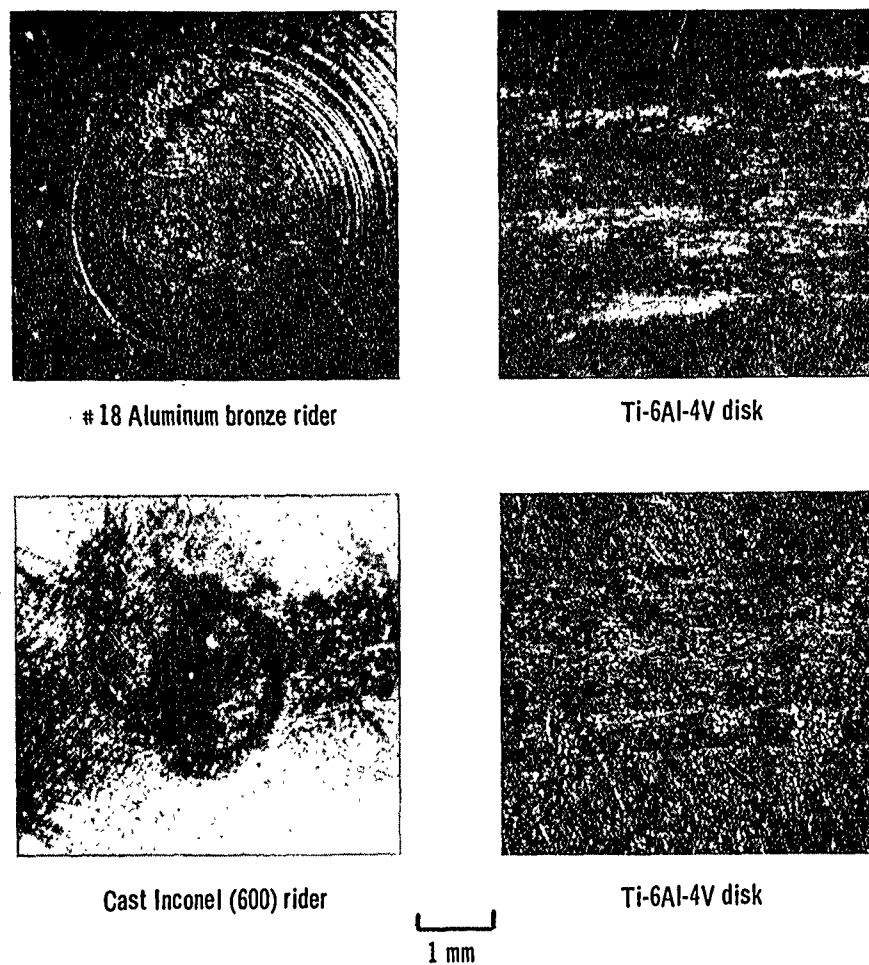 # 18 Aluminum bronze rider
Ti-6Al-4V disk
Cast Inconel (600) rider
Ti-6Al-4V disk
1 mm